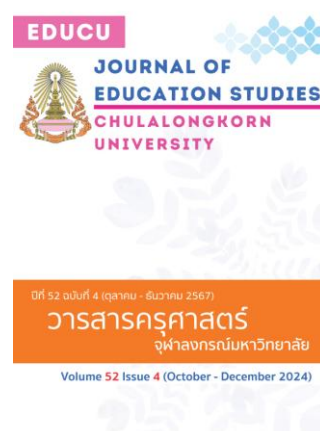 EDUCU
JOURNAL OF
EDUCATION STUDIES
CHULALONGKORN
UNIVERSITY
ปีที่ 52 ฉบับที่ 4 (ตุลาคม - ธันวาคม 2567)
วารสารครุศาสตร์
จุฬาลงกรณ์มหาวิทยาลัย
Volume 52 Issue 4 (October - December 2024)